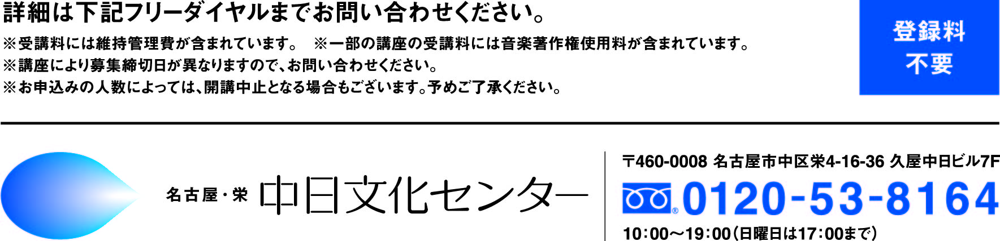 詳細は下記フリーダイヤルまでお問い合わせください。
※受講料には維持管理費が含まれています。 ※一部の講座の受講料には音楽著作権使用料が含まれています。
※講座により募集締切日が異なりますので、お問い合わせください。
※お申込みの人数によっては、開講中止となる場合もございます。予めご了承ください。
登録料
不要
名古屋・栄 中日文化センター
〒460-0008 名古屋市中区栄4-16-36 久屋中日ビル7F
®0120-53-8164
10:00～19:00（日曜日は17:00まで）